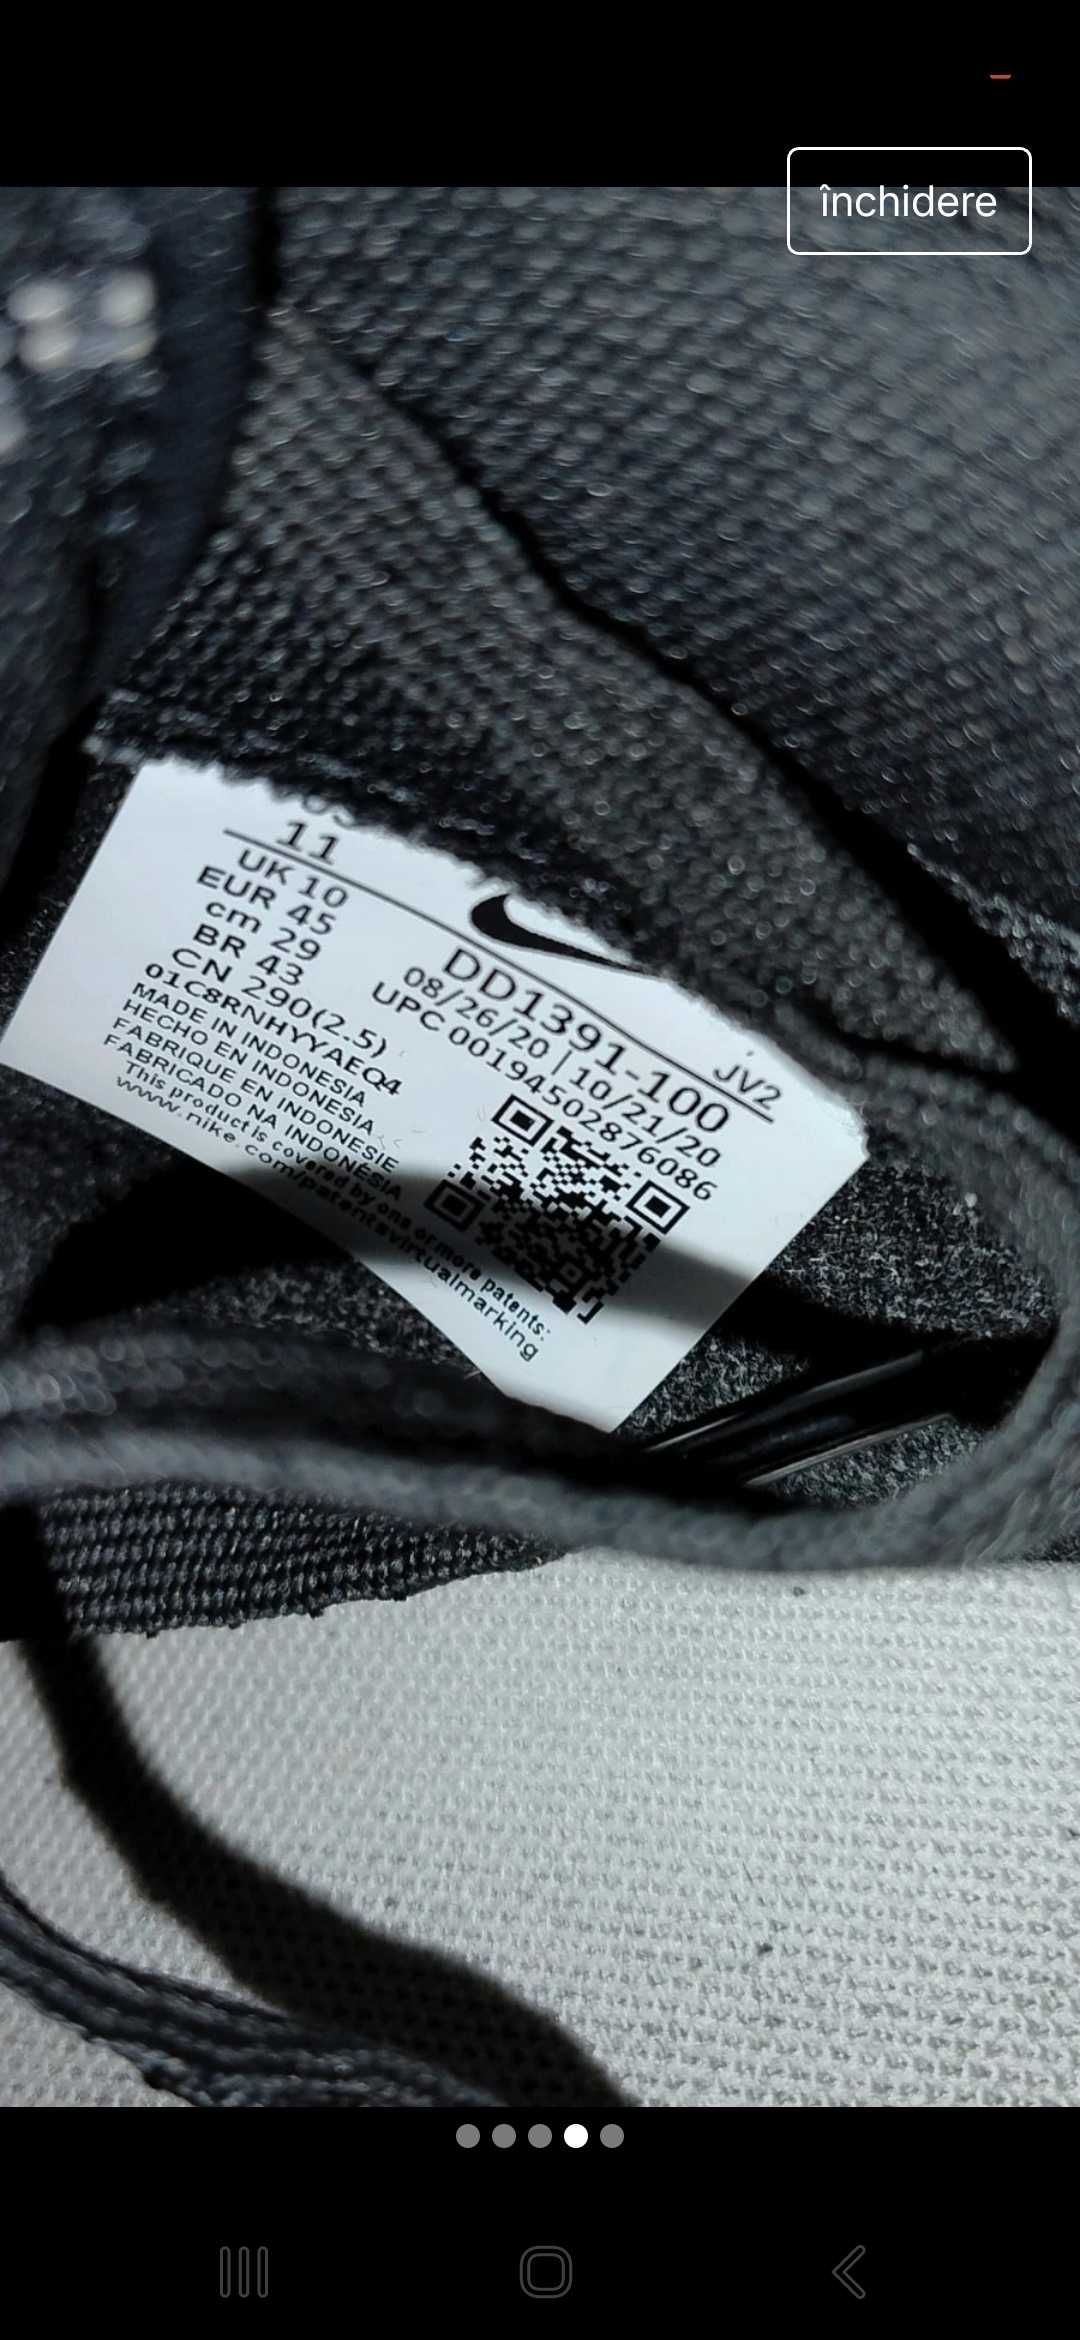 închidere
11
UK 10
EUR 45
cm 29
BR 43
CN 290(2.5)
01C8RNHYYAEQ4
MADE IN INDONESIA
HECHO EN INDONESIA
FABRIQUE EN INDONESIE
FABRICADO NA INDONÉSIA
This product is covered by one or more patents:
www.nike.com/patentsvirtualmarking
JV2
DD1391-100
08/26/20 | 10/21/20
UPC 00194502876086